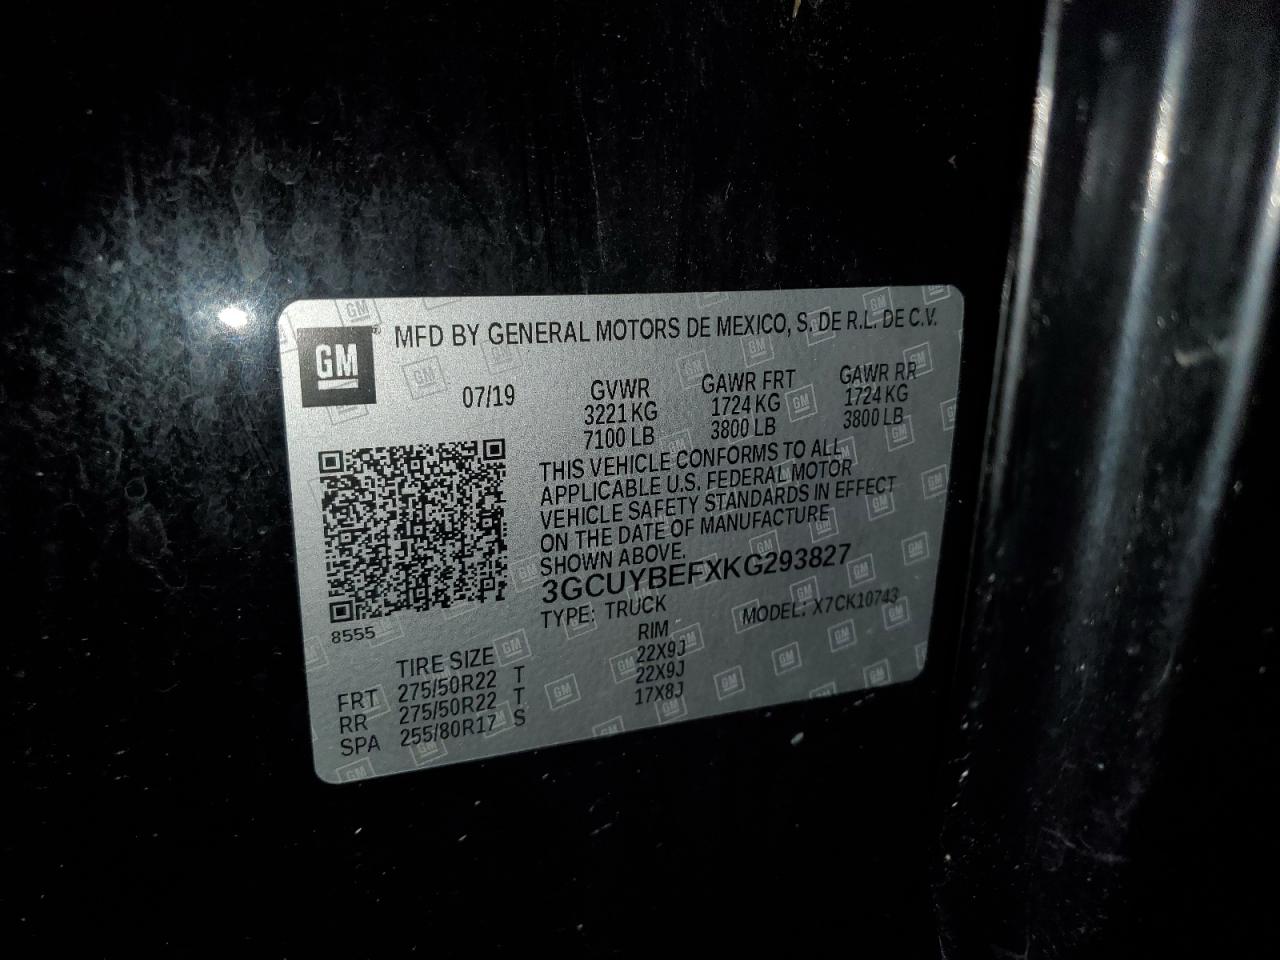 GM
MFD BY GENERAL MOTORS DE MEXICO, S. DE R.L. DE C.V.
07/19
GVWR
3221 KG
7100 LB
GAWR FRT
1724 KG
3800 LB
GAWR RR
1724 KG
3800 LB
THIS VEHICLE CONFORMS TO ALL
APPLICABLE U.S. FEDERAL MOTOR
VEHICLE SAFETY STANDARDS IN EFFECT
ON THE DATE OF MANUFACTURE
SHOWN ABOVE.
3GCUYBEFXKG293827
TYPE: TRUCK MODEL: X7CK10743
8555
TIRE SIZE RIM
FRT 275/50R22 T 22X9J
RR 275/50R22 T 22X9J
SPA 255/80R17 S 17X8J